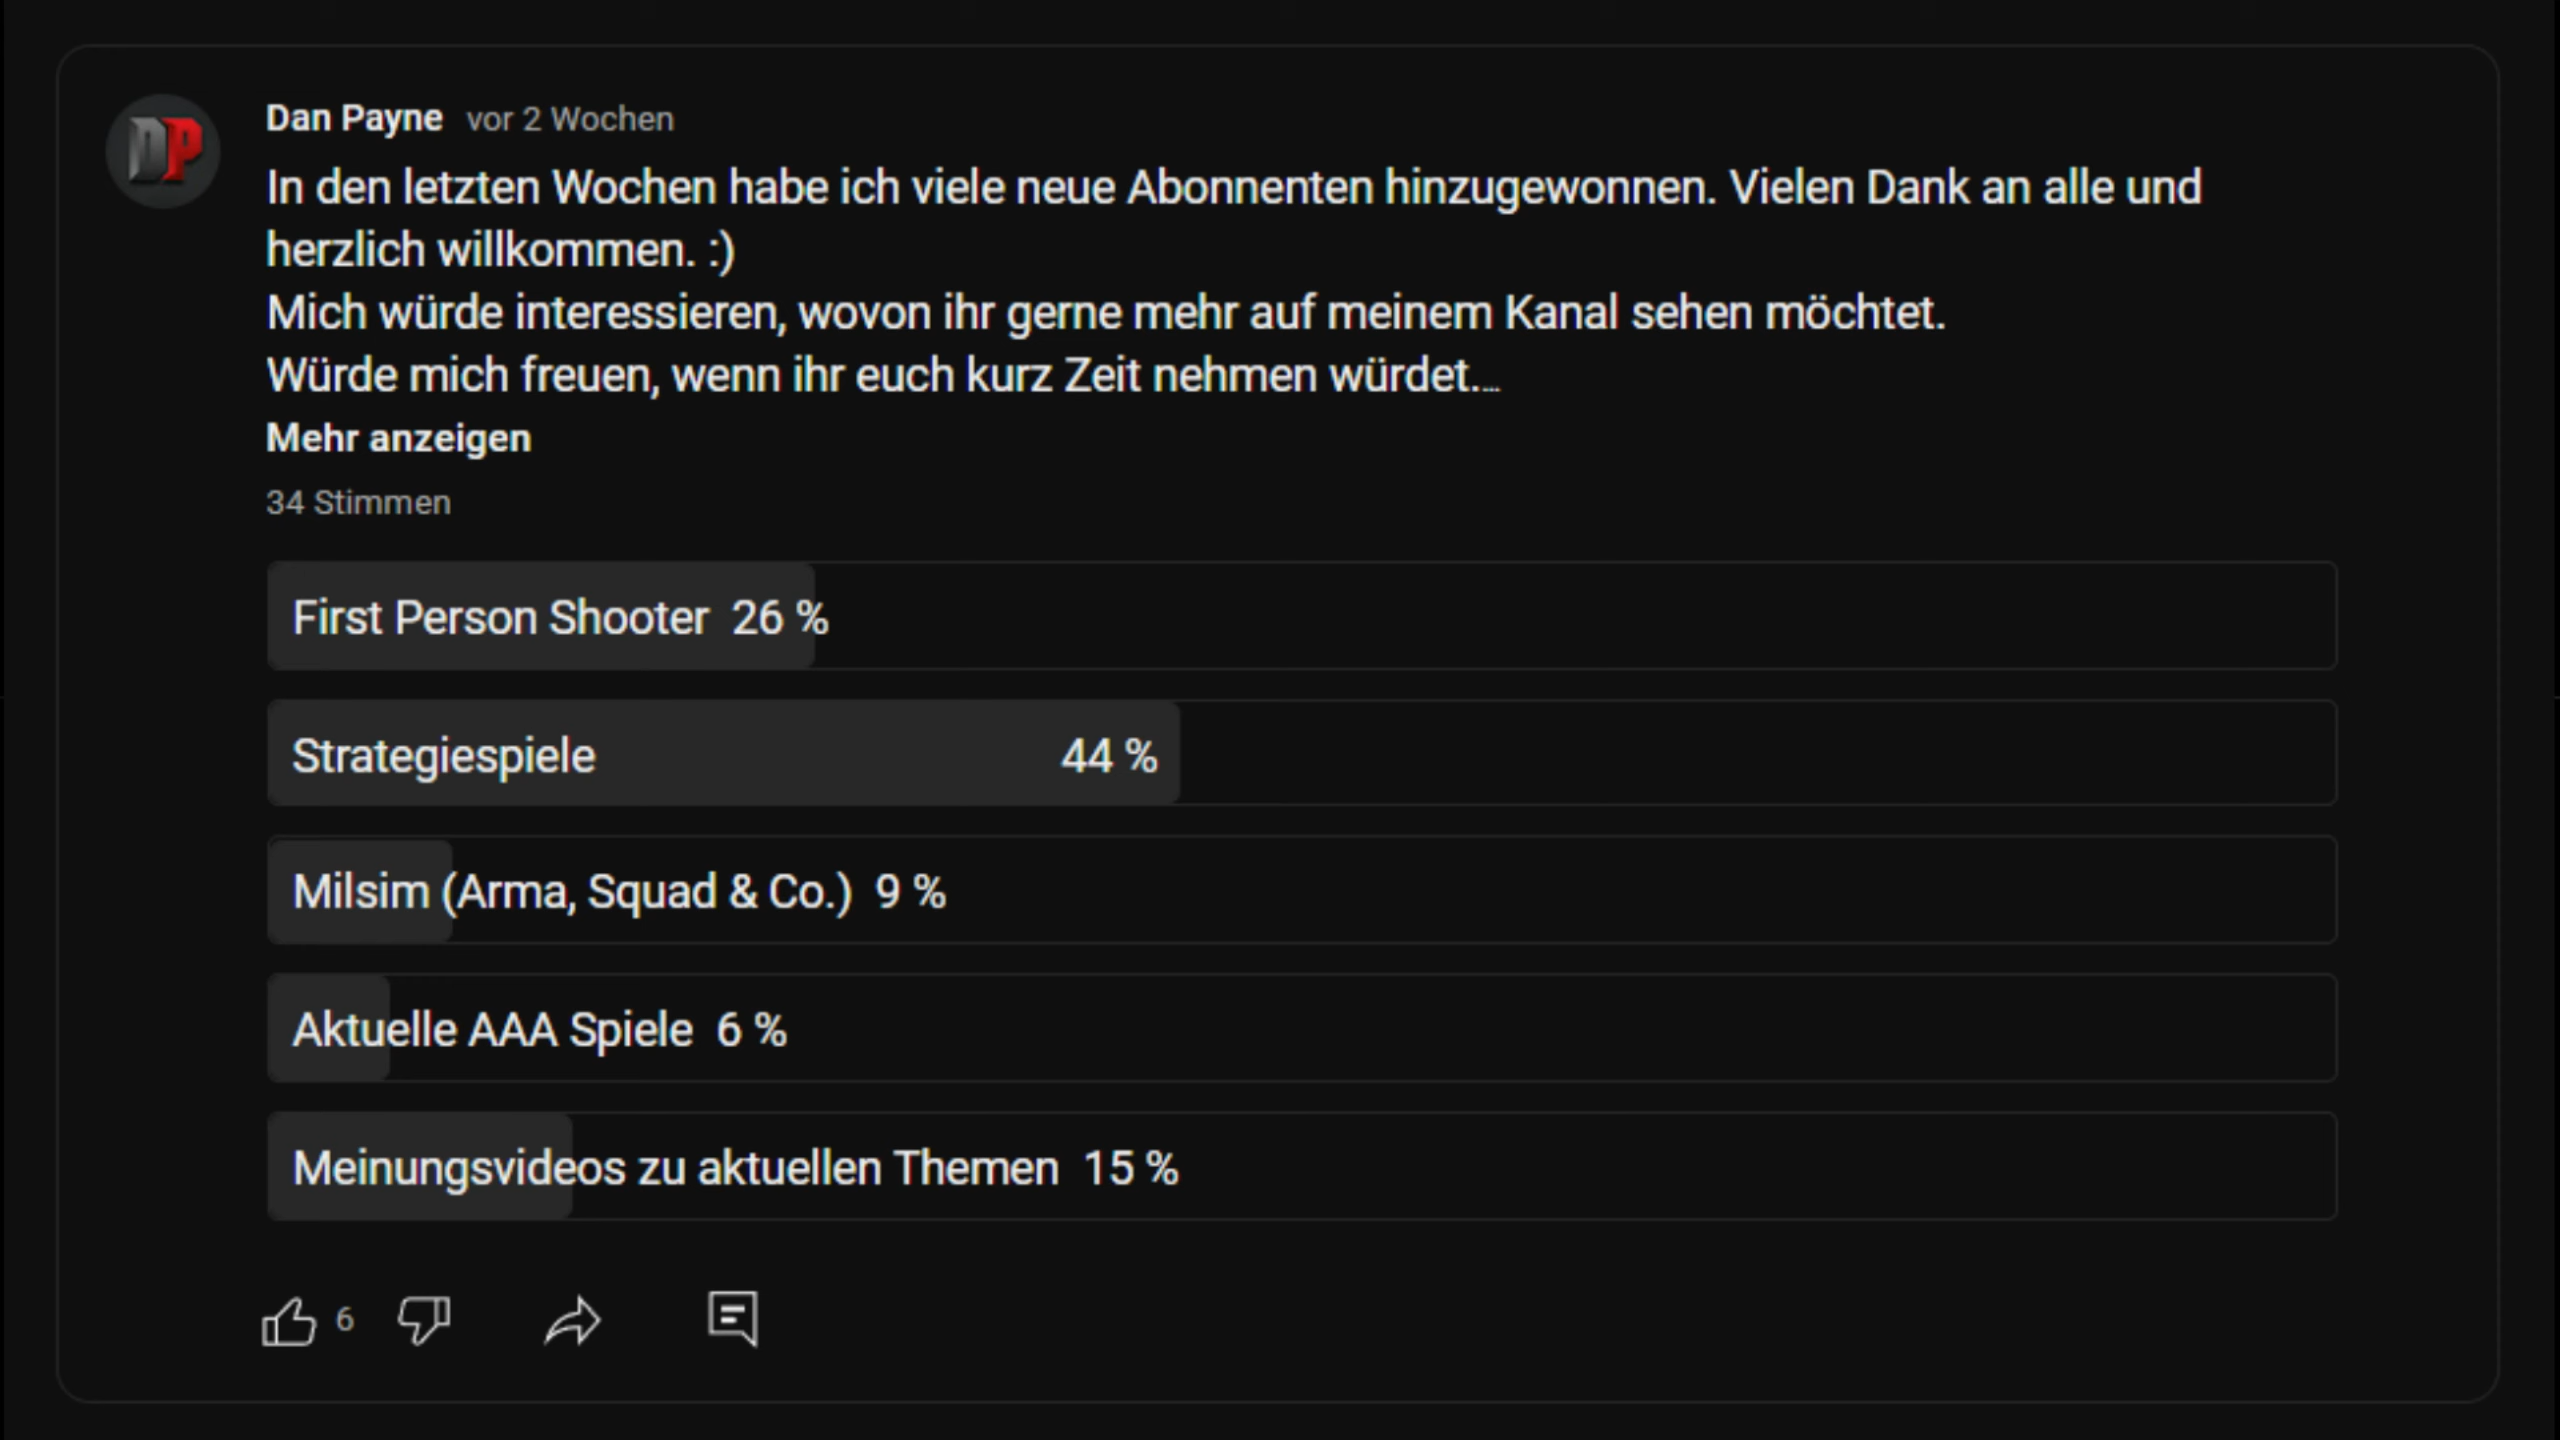 DP
Dan Payne vor 2 Wochen
In den letzten Wochen habe ich viele neue Abonnenten hinzugewonnen. Vielen Dank an alle und
herzlich willkommen. :)
Mich würde interessieren, wovon ihr gerne mehr auf meinem Kanal sehen möchtet.
Würde mich freuen, wenn ihr euch kurz Zeit nehmen würdet.…
Mehr anzeigen
34 Stimmen
First Person Shooter 26 %
Strategiespiele 44 %
Milsim (Arma, Squad & Co.) 9 %
Aktuelle AAA Spiele 6 %
Meinungsvideos zu aktuellen Themen 15 %
6